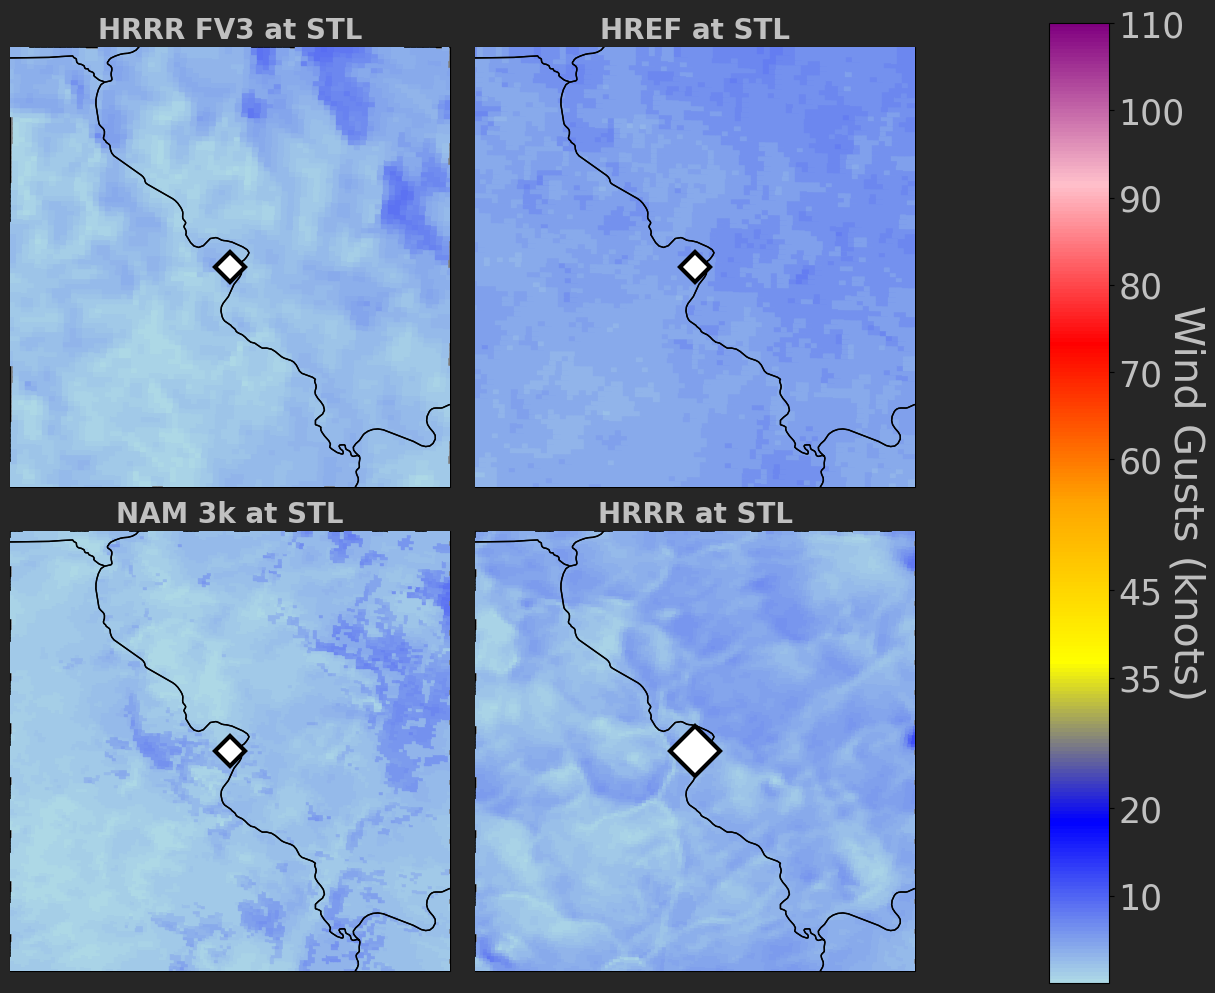 HRRR FV3 at STL
HREF at STL
NAM 3k at STL
HRRR at STL
110
100
90
80
70
60
45
35
20
10
Wind Gusts (knots)